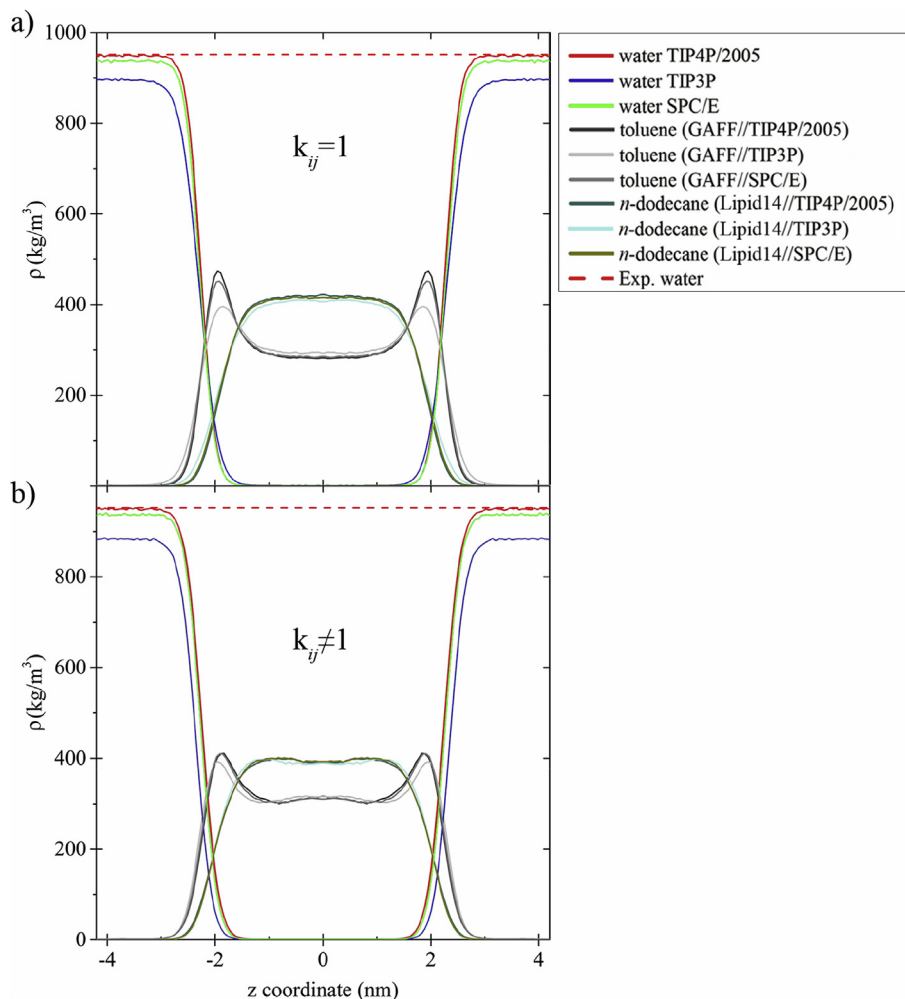 a)
1000
800
600
400
200
ρ (kg/m³)
k_ij=1
water TIP4P/2005
water TIP3P
water SPC/E
toluene (GAFF//TIP4P/2005)
toluene (GAFF//TIP3P)
toluene (GAFF//SPC/E)
n-dodecane (Lipid14//TIP4P/2005)
n-dodecane (Lipid14//TIP3P)
n-dodecane (Lipid14//SPC/E)
Exp. water
b)
800
600
400
200
0
ρ (kg/m³)
k_ij≠1
-4 -2 0 2 4
z coordinate (nm)